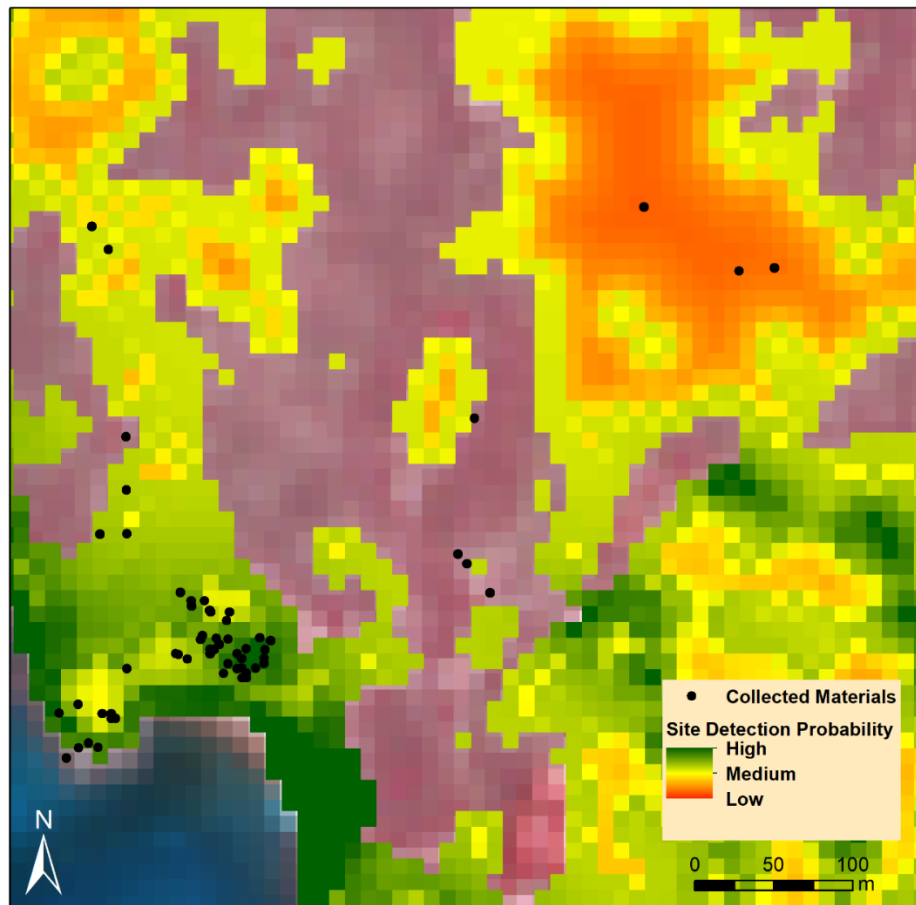 Collected Materials
Site Detection Probability
High
Medium
Low
N
0 50 100
m